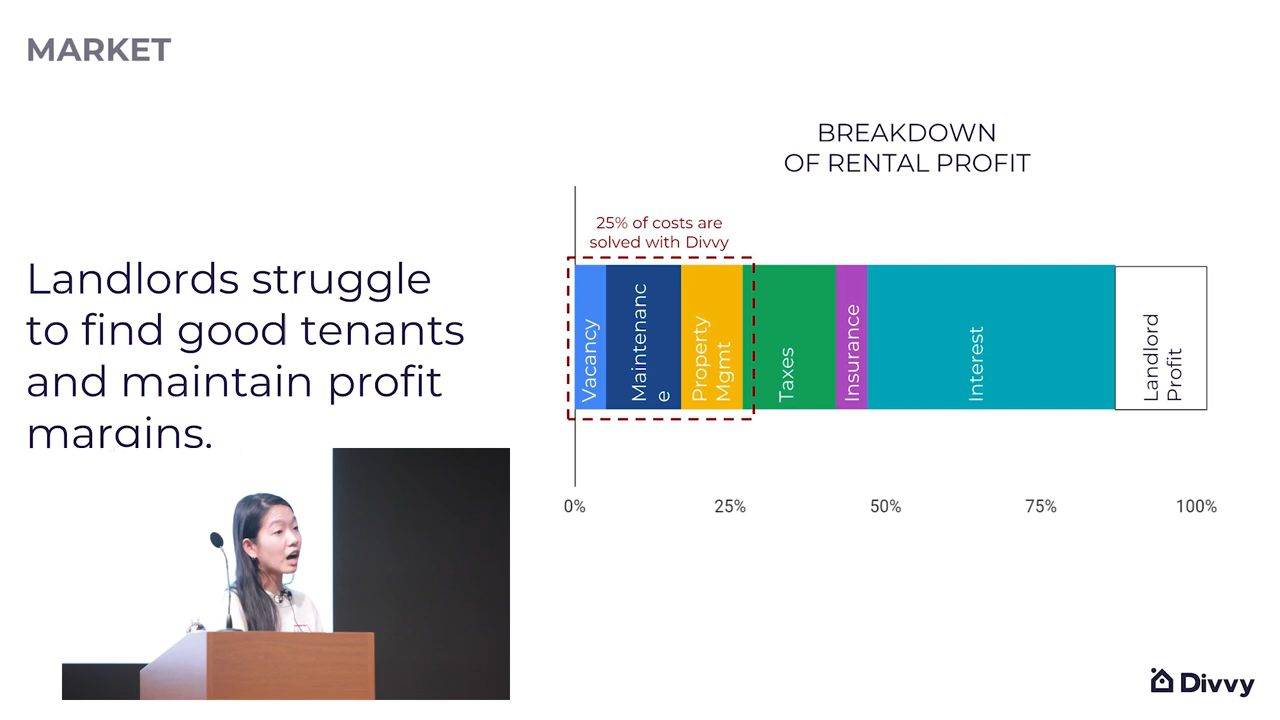 MARKET
BREAKDOWN
OF RENTAL PROFIT
25% of costs are
solved with Divvy
Landlords struggle
to find good tenants
and maintain profit
margins.
Vacancy
Maintenanc
e
Property
Mgmt
Taxes
Insurance
Interest
Landlord
Profit
0%
25%
50%
75%
100%
Divvy